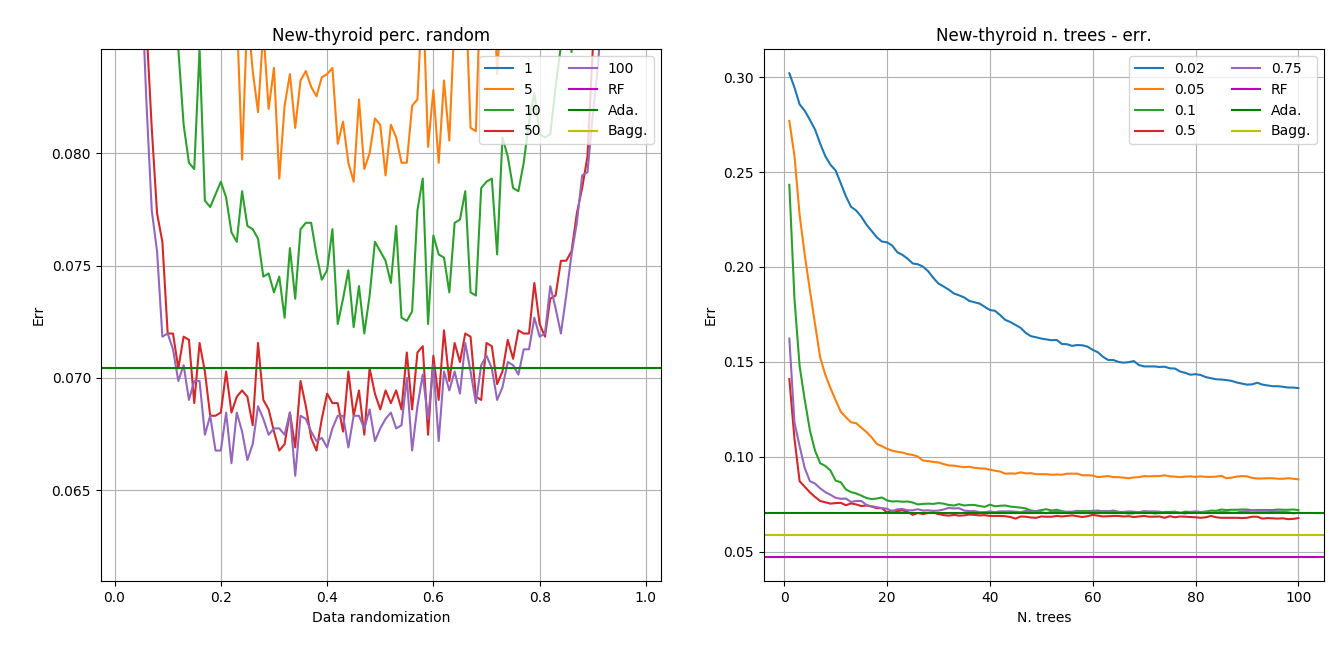 New-thyroid perc. random
Err
0.080
0.075
0.070
0.065
0.0 0.2 0.4 0.6 0.8 1.0
Data randomization
1 100
5 RF
10 Ada.
50 Bagg.
New-thyroid n. trees - err.
Err
0.30
0.25
0.20
0.15
0.10
0.05
0 20 40 60 80 100
N. trees
0.02 0.75
0.05 RF
0.1 Ada.
0.5 Bagg.